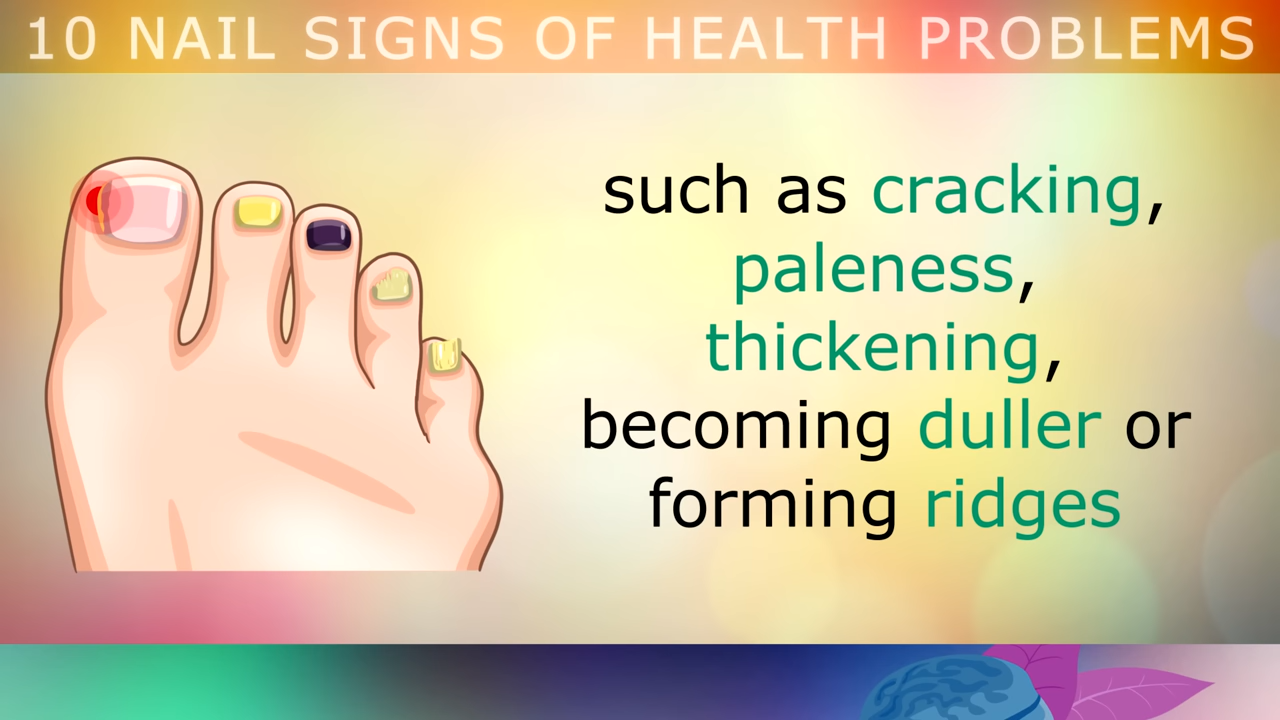 10 NAIL SIGNS OF HEALTH PROBLEMS
such as cracking,
paleness,
thickening,
becoming duller or
forming ridges